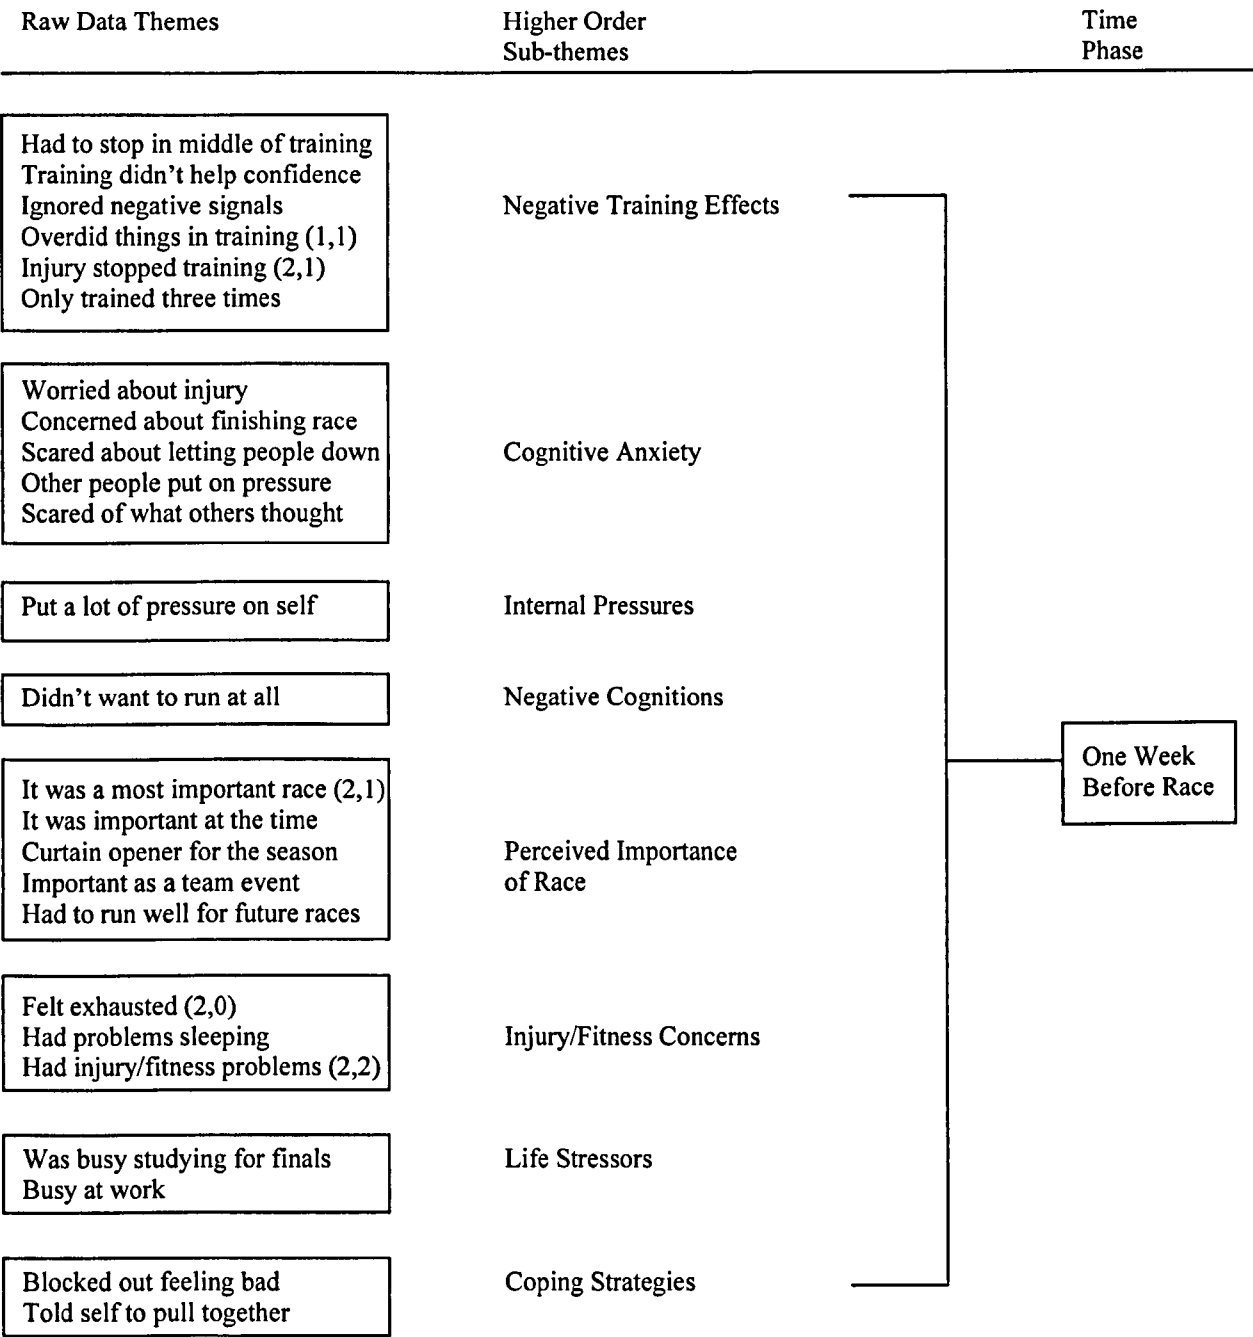 Raw Data Themes
Higher Order
Sub-themes
Time
Phase
Had to stop in middle of training
Training didn't help confidence
Ignored negative signals
Overdid things in training (1,1)
Injury stopped training (2,1)
Only trained three times
Negative Training Effects
Worried about injury
Concerned about finishing race
Scared about letting people down
Other people put on pressure
Scared of what others thought
Cognitive Anxiety
Put a lot of pressure on self
Internal Pressures
Didn't want to run at all
Negative Cognitions
It was a most important race (2,1)
It was important at the time
Curtain opener for the season
Important as a team event
Had to run well for future races
Perceived Importance
of Race
Felt exhausted (2,0)
Had problems sleeping
Had injury/fitness problems (2,2)
Injury/Fitness Concerns
Was busy studying for finals
Busy at work
Life Stressors
Blocked out feeling bad
Told self to pull together
Coping Strategies
One Week
Before Race